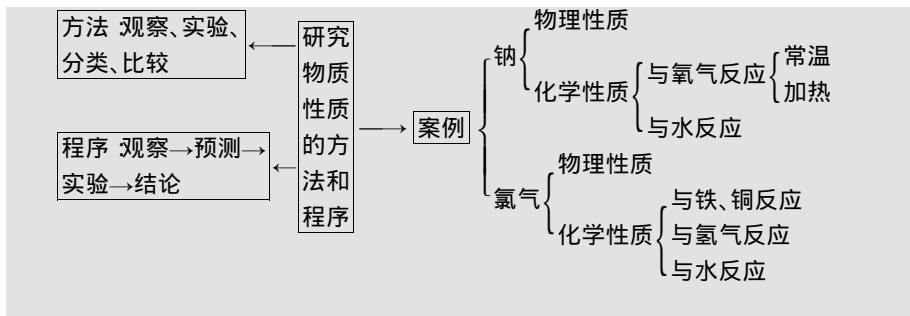 方法:观察、实验、
分类、比较
程序:观察→预测→
实验→结论
研究
物质
性质
的方
法和
程序
案例
钠
物理性质
化学性质
与氧气反应
常温
加热
与水反应
氯气
物理性质
化学性质
与铁、铜反应
与氢气反应
与水反应